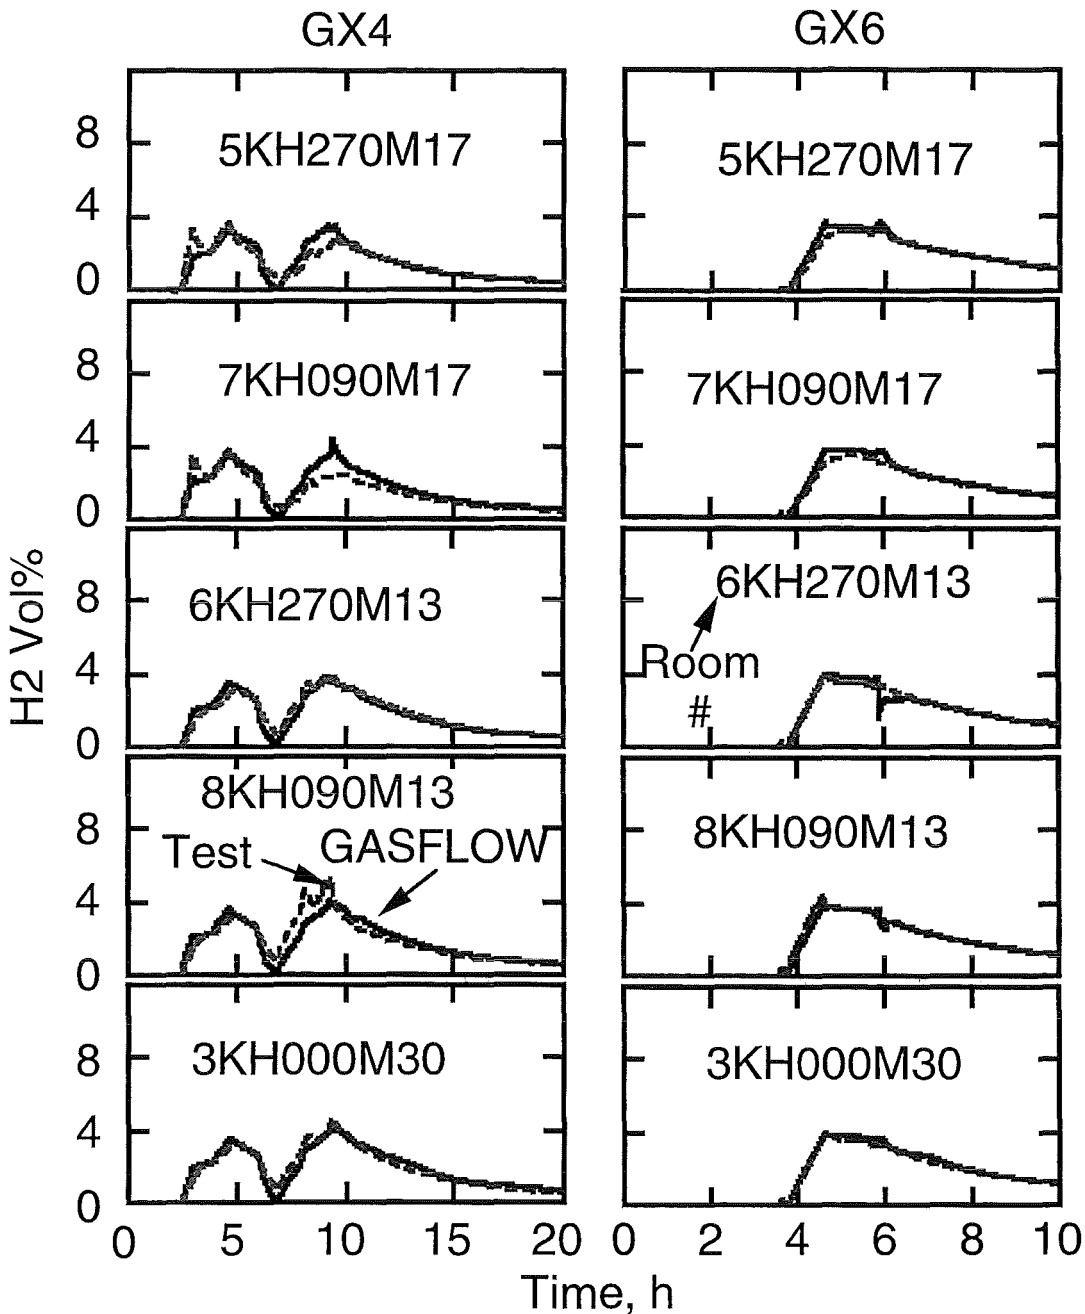 GX4 GX6
8 5KH270M17 5KH270M17
4
0
8 7KH090M17 7KH090M17
4
0
H2 Vol%
8 6KH270M13 6KH270M13
Room
4 #
0
8KH090M13
8 Test GASFLOW 8KH090M13
4
0
8 3KH000M30 3KH000M30
4
0
0 5 10 15 20 0 2 4 6 8 10
Time, h